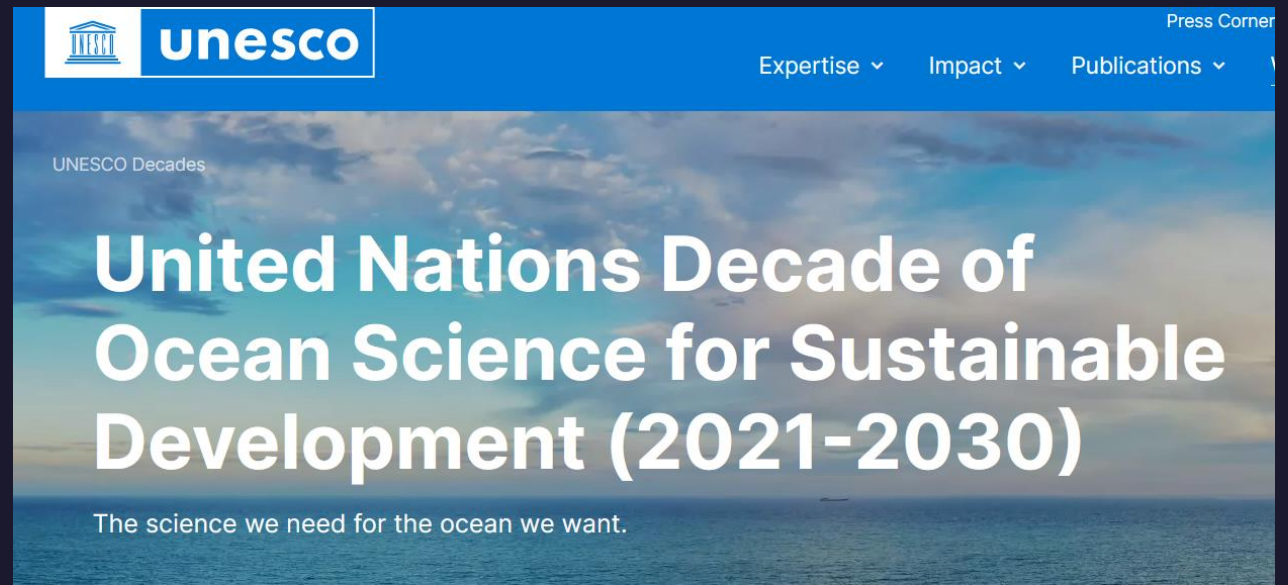 Press Corner
UNESCO
unesco
Expertise
Impact
Publications
UNESCO Decades
United Nations Decade of
Ocean Science for Sustainable
Development (2021-2030)
The science we need for the ocean we want.